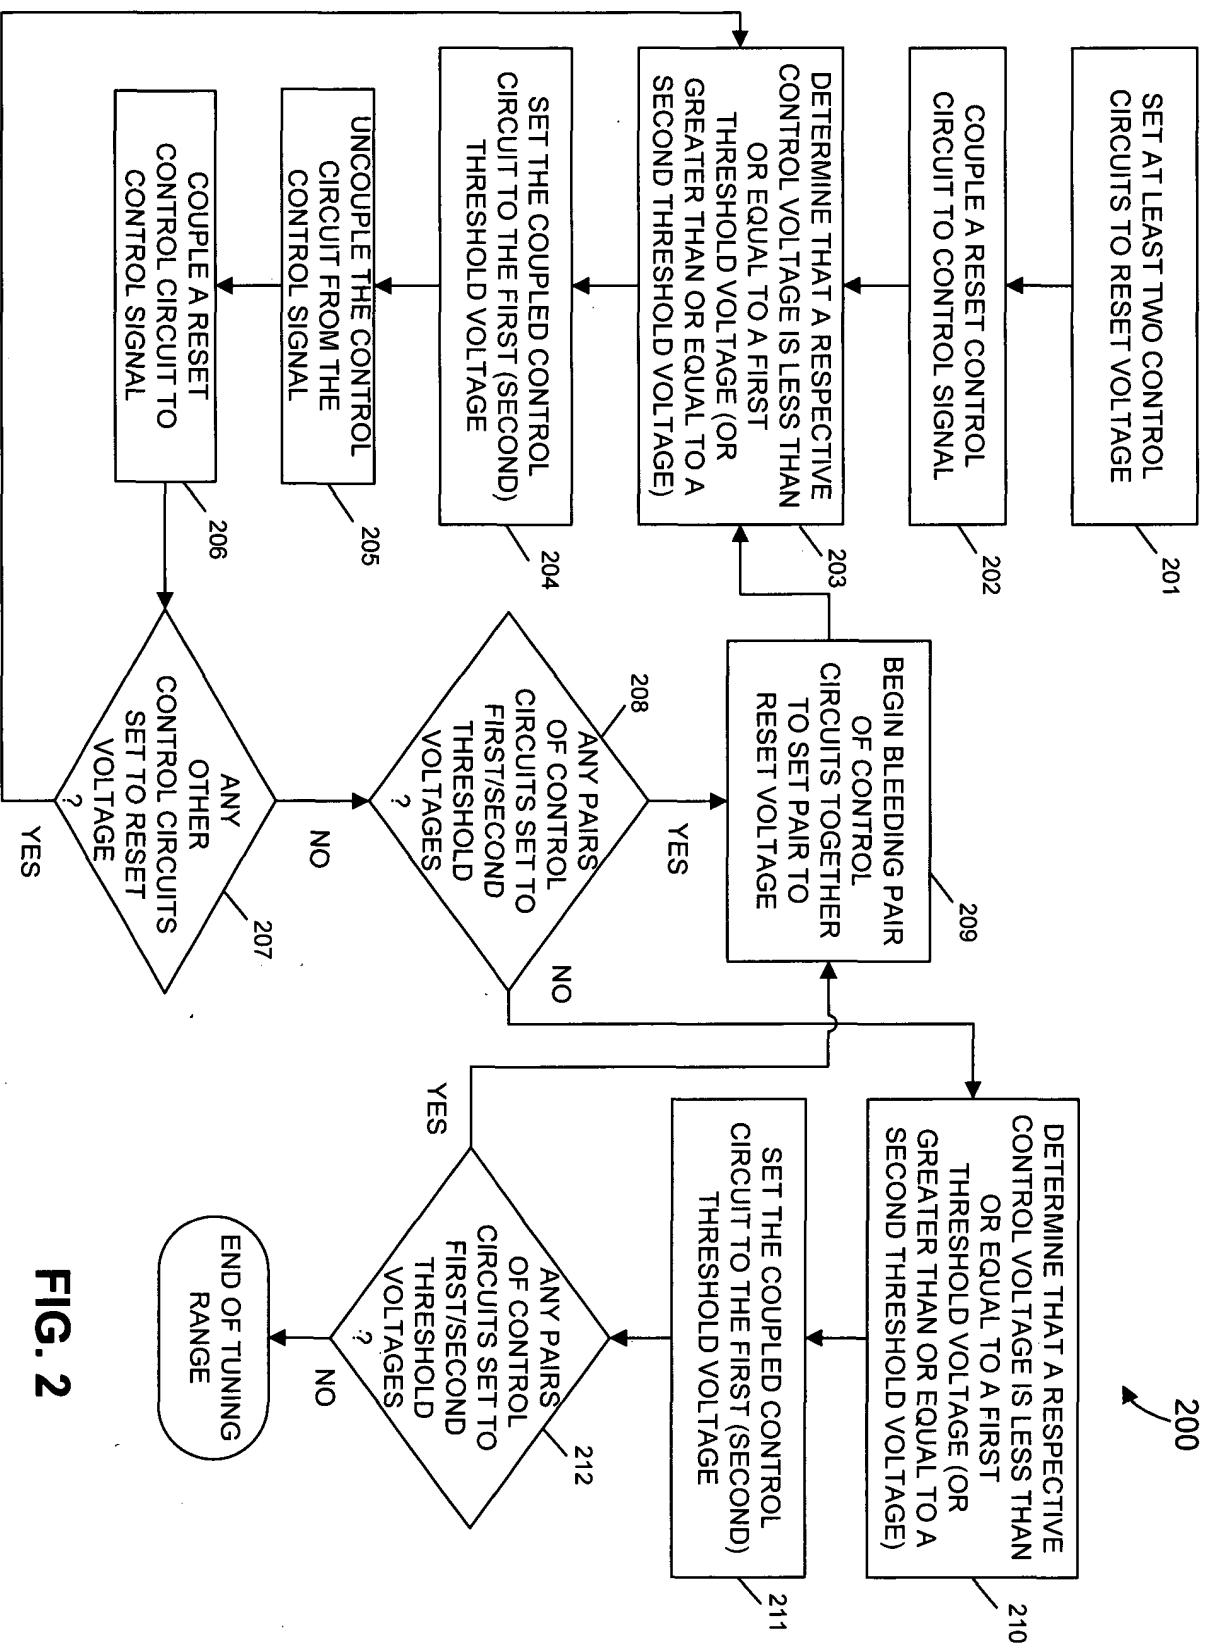 200
SET AT LEAST TWO CONTROL
CIRCUITS TO RESET VOLTAGE
201
COUPLE A RESET CONTROL
CIRCUIT TO CONTROL SIGNAL
202
DETERMINE THAT A RESPECTIVE
CONTROL VOLTAGE IS LESS THAN
OR EQUAL TO A FIRST
THRESHOLD VOLTAGE (OR
GREATER THAN OR EQUAL TO A
SECOND THRESHOLD VOLTAGE)
203
SET THE COUPLED CONTROL
CIRCUIT TO THE FIRST (SECOND)
THRESHOLD VOLTAGE
204
UNCOUPLE THE CONTROL
CIRCUIT FROM THE
CONTROL SIGNAL
205
COUPLE A RESET
CONTROL CIRCUIT TO
CONTROL SIGNAL
206
ANY
OTHER
CONTROL CIRCUITS
SET TO RESET
VOLTAGE
?
207
YES
NO
ANY PAIRS
OF CONTROL
CIRCUITS SET TO
FIRST/SECOND
THRESHOLD
VOLTAGES
?
208
YES
NO
BEGIN BLEEDING PAIR
OF CONTROL
CIRCUITS TOGETHER
TO SET PAIR TO
RESET VOLTAGE
209
DETERMINE THAT A RESPECTIVE
CONTROL VOLTAGE IS LESS THAN
OR EQUAL TO A FIRST
THRESHOLD VOLTAGE (OR
GREATER THAN OR EQUAL TO A
SECOND THRESHOLD VOLTAGE)
210
SET THE COUPLED CONTROL
CIRCUIT TO THE FIRST (SECOND)
THRESHOLD VOLTAGE
211
ANY PAIRS
OF CONTROL
CIRCUITS SET TO
FIRST/SECOND
THRESHOLD
VOLTAGES
?
212
YES
NO
END OF TUNING
RANGE
FIG. 2